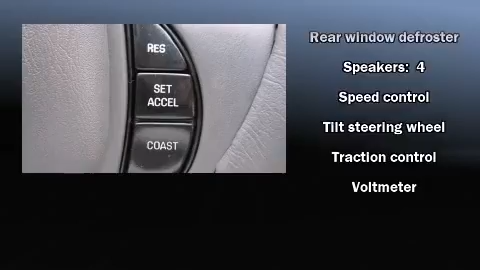 RES
SET
ACCEL
COAST
Rear window defroster
Speakers: 4
Speed control
Tilt steering wheel
Traction control
Voltmeter